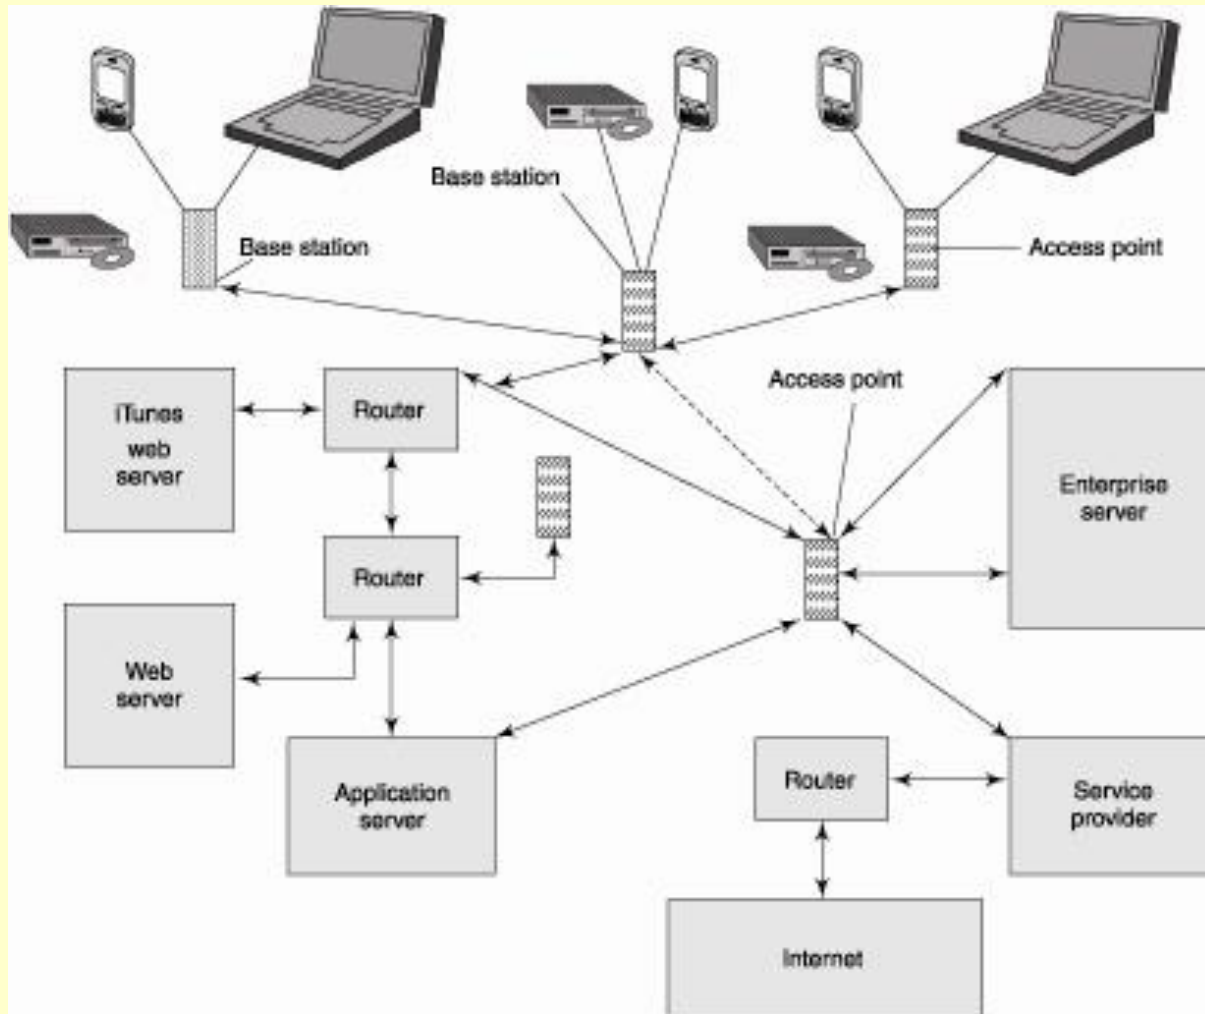 Base station
Base station
Access point
Access point
iTunes
web
server
Router
Enterprise
server
Router
Web
server
Application
server
Router
Service
provider
Internet